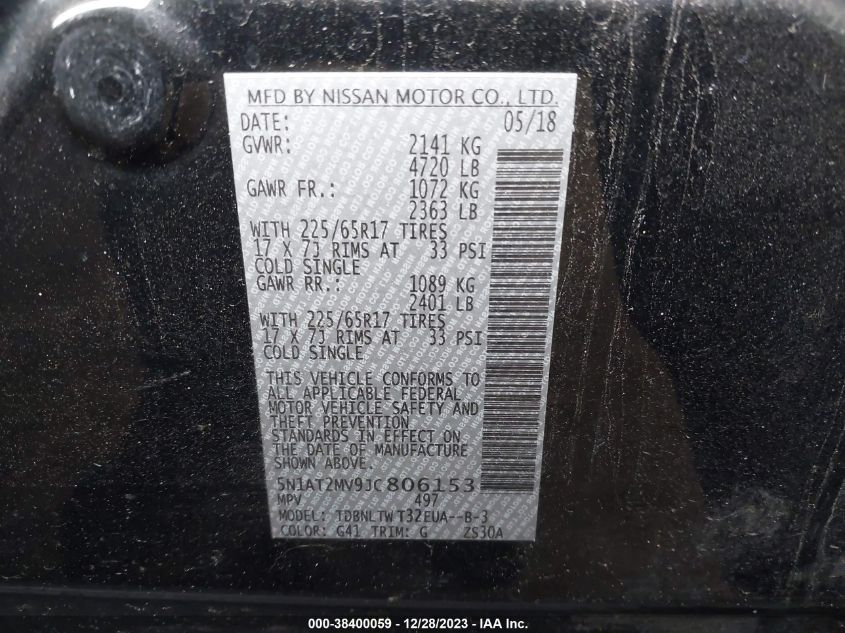 MFD BY NISSAN MOTOR CO., LTD.
DATE: 05/18
GVWR: 2141 KG
4720 LB
GAWR FR.: 1072 KG
2363 LB
WITH 225/65R17 TIRES
17 X 7J RIMS AT 33 PSI
COLD SINGLE
GAWR RR.: 1089 KG
2401 LB
WITH 225/65R17 TIRES
17 X 7J RIMS AT 33 PSI
COLD SINGLE
THIS VEHICLE CONFORMS TO
ALL APPLICABLE FEDERAL
MOTOR VEHICLE SAFETY AND
THEFT PREVENTION
STANDARDS IN EFFECT ON
THE DATE OF MANUFACTURE
SHOWN ABOVE.
5N1AT2MV9JC806153
MPV 497
MODEL: TDBNLTW T32EUA--B-3
COLOR: G41 TRIM: G ZS30A
000-38400059 - 12/28/2023 - IAAI Inc.